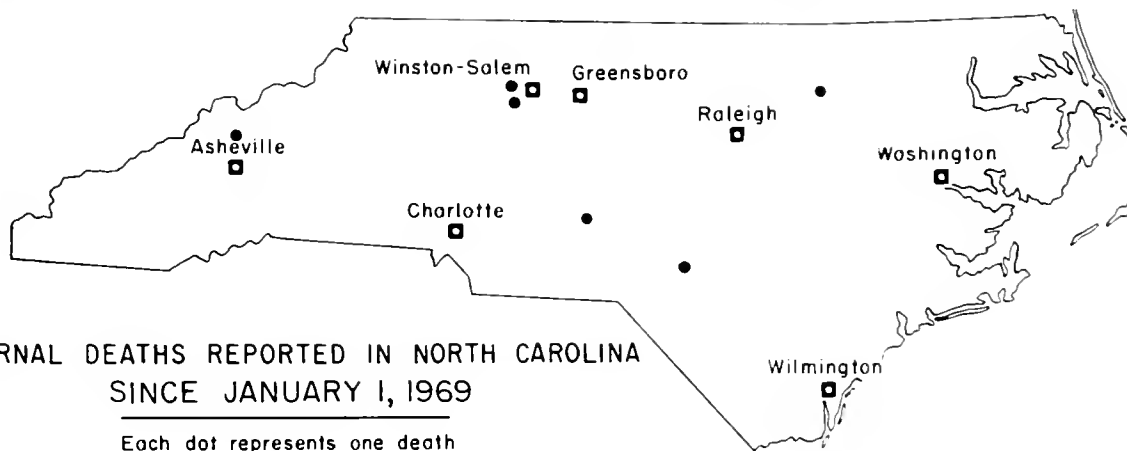 Winston-Salem
Greensboro
Raleigh
Asheville
Washington
Charlotte
DEATHS REPORTED IN NORTH CAROLINA
SINCE JANUARY 1, 1969
Wilmington
Each dot represents one death